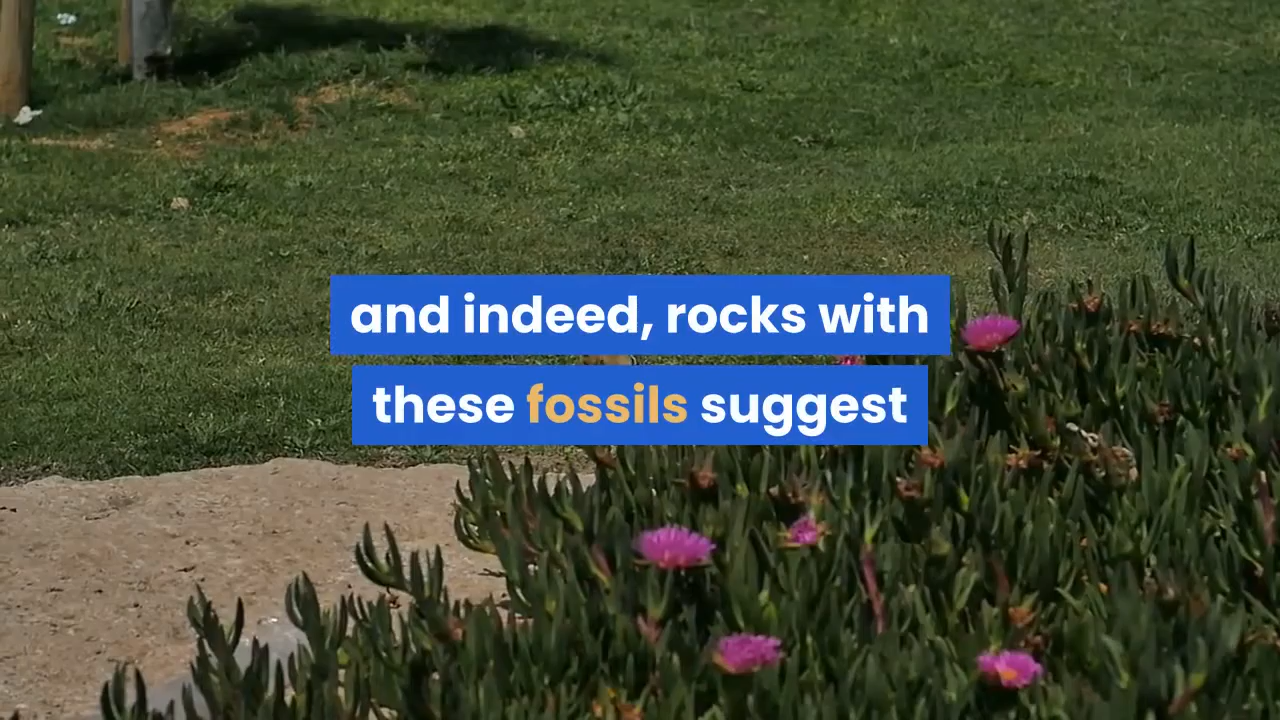 and indeed, rocks with
these fossils suggest